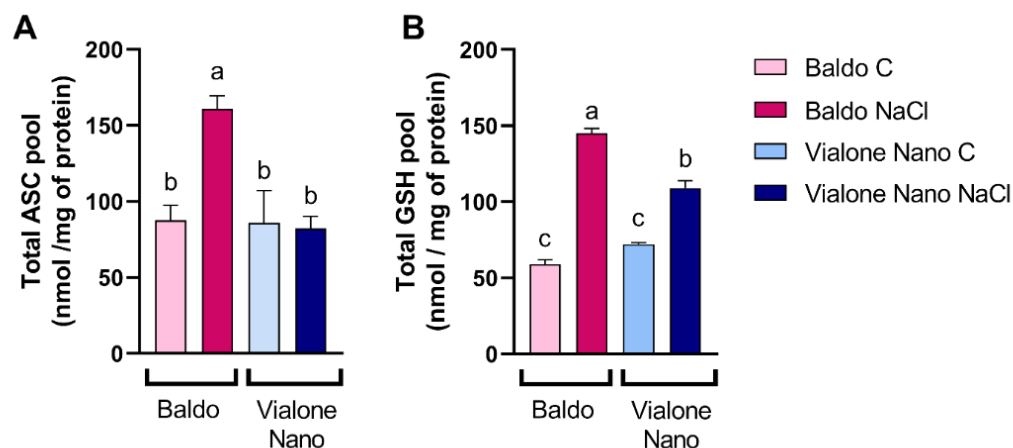 A
Total ASC pool
(nmol /mg of protein)
200
150
100
50
0
b
a
b
b
Baldo
Vialone
Nano
B
Total GSH pool
(nmol / mg of protein)
200
150
100
50
0
c
a
c
b
Baldo
Vialone
Nano
Baldo C
Baldo NaCl
Vialone Nano C
Vialone Nano NaCl